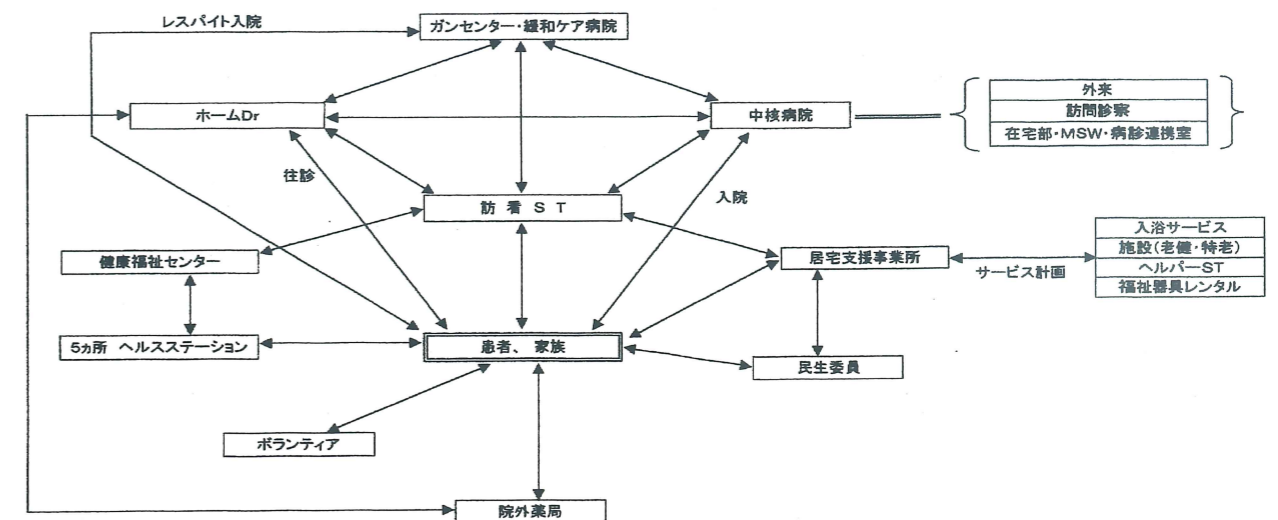 レスパイト入院
ガンセンター・緩和ケア病院
ホームDr
中核病院
外来
訪問診察
在宅部・MSW・病診連携室
往診
入院
訪 看 S T
健康福祉センター
居宅支援事業所
サービス計画
入浴サービス
施設(老健・特老)
ヘルパーST
福祉器具レンタル
5ヵ所 ヘルスステーション
患者、 家族
民生委員
ボランティア
院外薬局